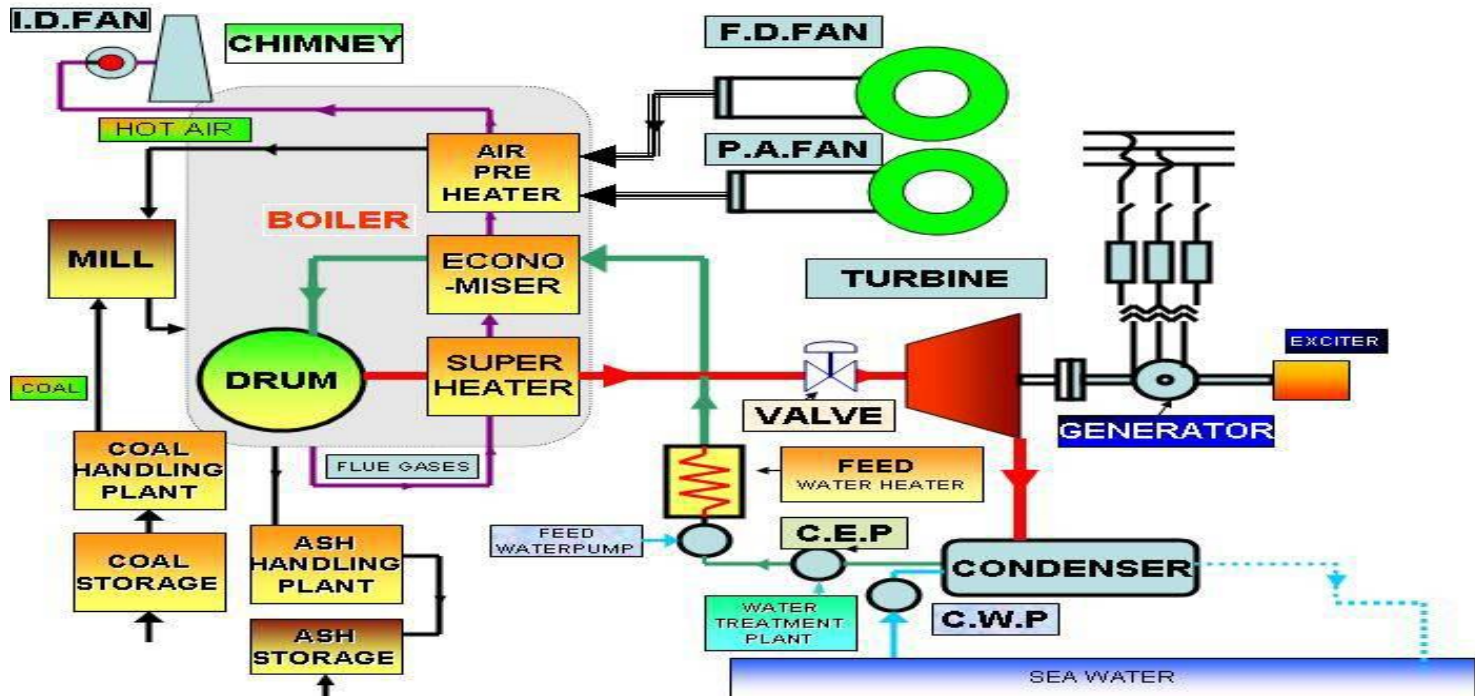 I.D.FAN
CHIMNEY
F.D.FAN
HOT AIR
AIR
PRE
HEATER
P.A.FAN
BOILER
MILL
ECONO
-MISER
TURBINE
EXCITER
DRUM
SUPER
HEATER
COAL
VALVE
GENERATOR
COAL
HANDLING
PLANT
FLUE GASES
FEED
WATER HEATER
FEED
WATERPUMP
C.E.P
COAL
STORAGE
ASH
HANDLING
PLANT
CONDENSER
WATER
TREATMENT
PLANT
C.W.P
ASH
STORAGE
SEA WATER